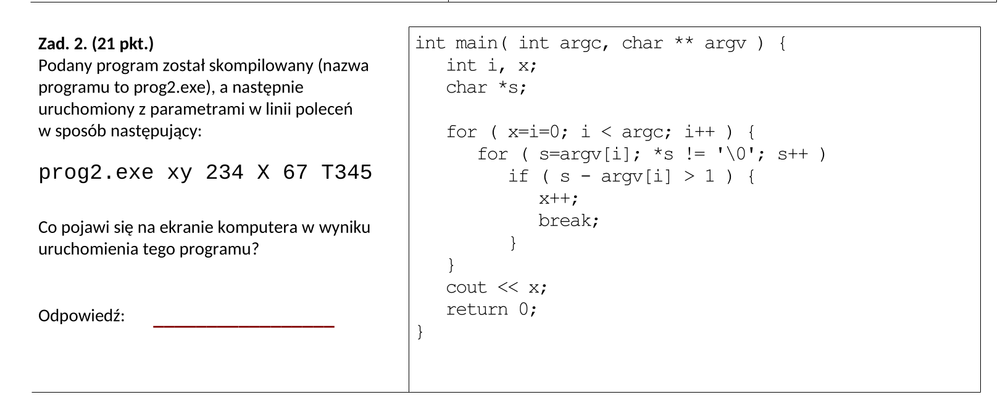 Zad. 2. (21 pkt.)
Podany program został skompilowany (nazwa
programu to prog2.exe), a następnie
uruchomiony z parametrami w linii poleceń
w sposób następujący:
prog2.exe xy 234 X 67 T345
Co pojawi się na ekranie komputera w wyniku
uruchomienia tego programu?
Odpowiedź: _________________
int main( int argc, char ** argv ) {
   int i, x;
   char *s;
   for ( x=i=0; i < argc; i++ ) {
      for ( s=argv[i]; *s != '\0'; s++ )
         if ( s - argv[i] > 1 ) {
            x++;
            break;
         }
   }
   cout << x;
   return 0;
}